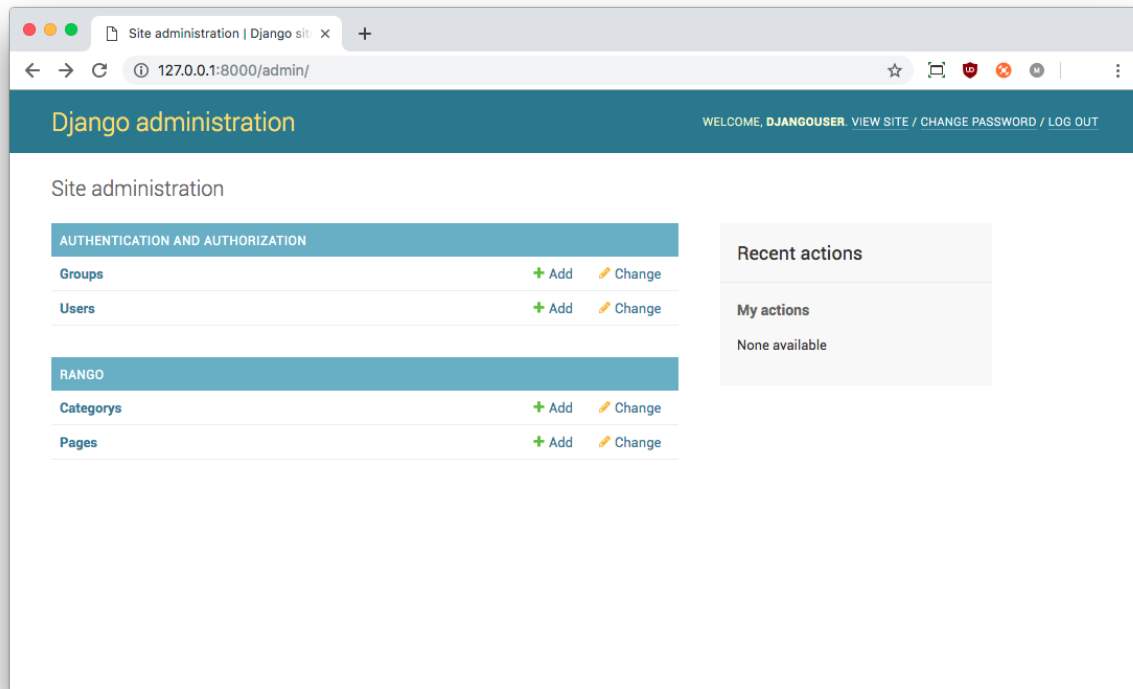 Site administration | Django sit
127.0.0.1:8000/admin/
Django administration
WELCOME, DJANGOUSER. VIEW SITE / CHANGE PASSWORD / LOG OUT
Site administration
AUTHENTICATION AND AUTHORIZATION
Groups Add Change
Users Add Change
Recent actions
My actions
None available
RANGO
Categorys Add Change
Pages Add Change